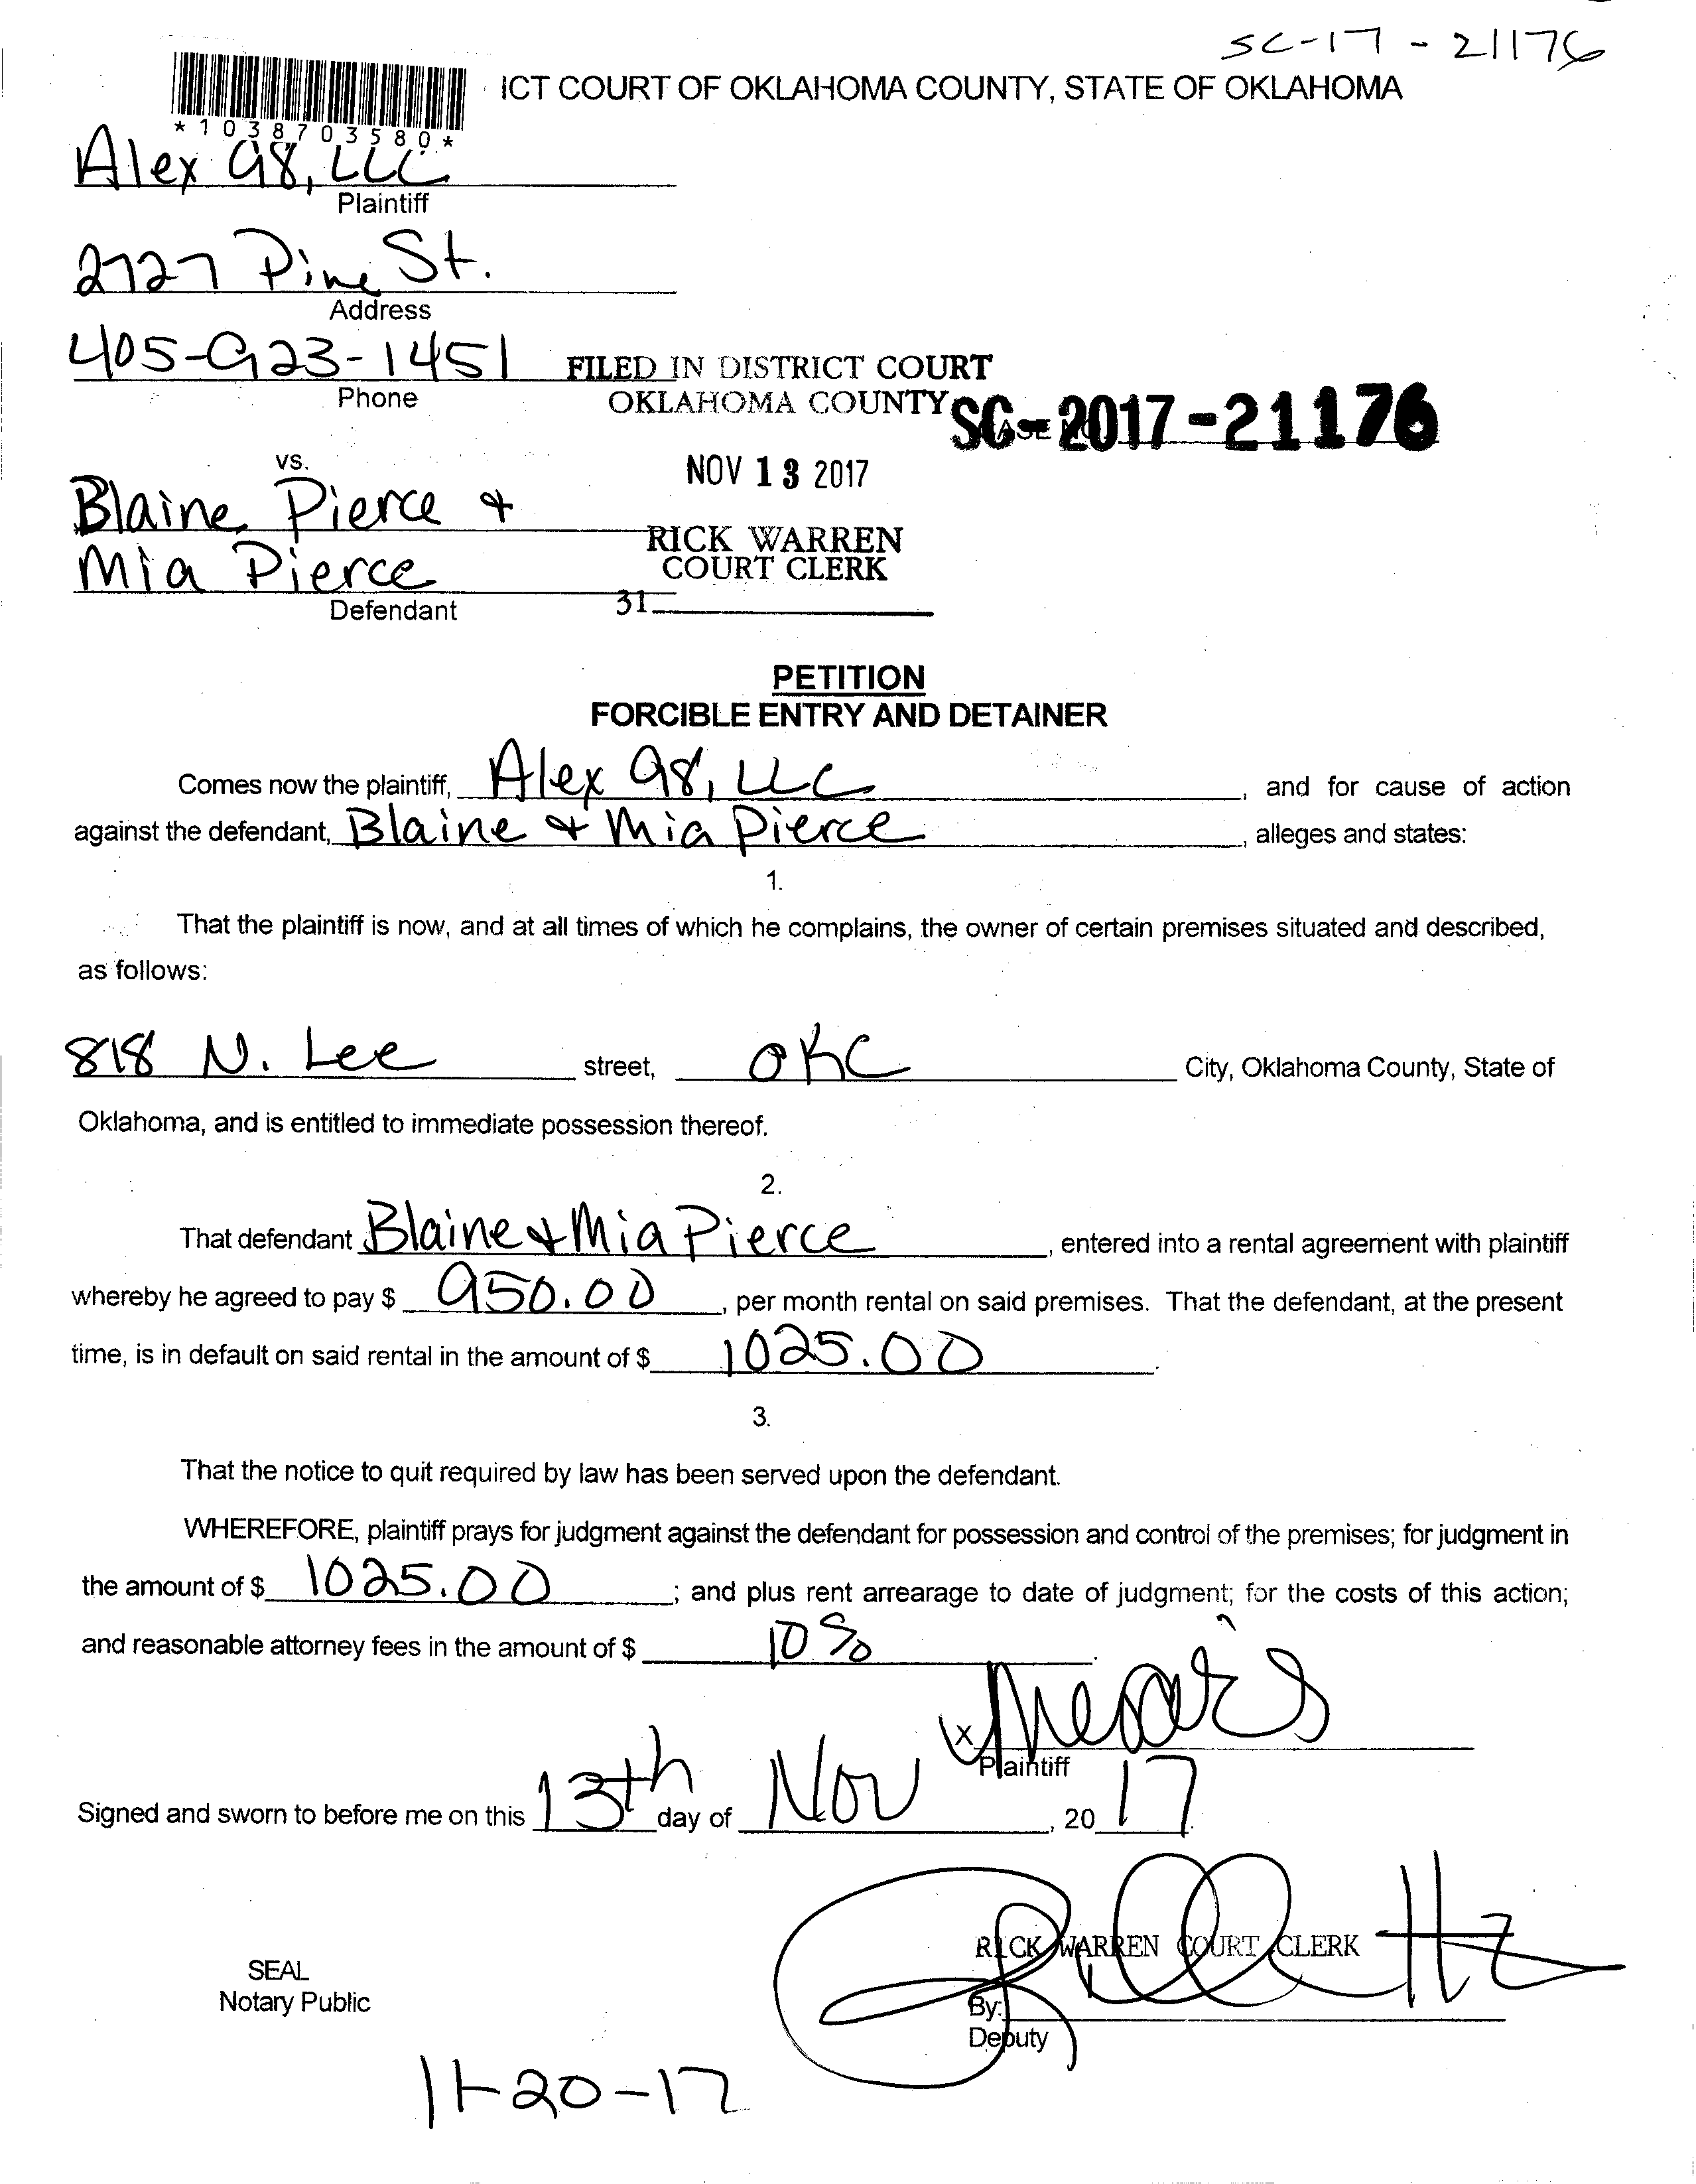 SC-17-21176
ICT COURT OF OKLAHOMA COUNTY, STATE OF OKLAHOMA
*1038703580*
Alex 98, LLC
Plaintiff
2727 Pine St.
Address
405-923-1451
Phone
FILED IN DISTRICT COURT
OKLAHOMA COUNTY
SC-2017-21176
vs.
NOV 13 2017
Blaine Pierce &
Mia Pierce
Defendant
RICK WARREN
COURT CLERK
31
PETITION
FORCIBLE ENTRY AND DETAINER
Comes now the plaintiff, Alex 98, LLC, and for cause of action
against the defendant, Blaine & Mia Pierce, alleges and states:
1.
That the plaintiff is now, and at all times of which he complains, the owner of certain premises situated and described,
as follows:
818 N. Lee street, OKC City, Oklahoma County, State of
Oklahoma, and is entitled to immediate possession thereof.
2.
That defendant Blaine & Mia Pierce, entered into a rental agreement with plaintiff
whereby he agreed to pay $ 950.00, per month rental on said premises. That the defendant, at the present
time, is in default on said rental in the amount of $ 1025.00.
3.
That the notice to quit required by law has been served upon the defendant.
WHEREFORE, plaintiff prays for judgment against the defendant for possession and control of the premises; for judgment in
the amount of $ 1025.00; and plus rent arrearage to date of judgment; for the costs of this action;
and reasonable attorney fees in the amount of $ 10%.
x
Plaintiff
Signed and sworn to before me on this 13th day of Nov, 2017.
RICK WARREN COURT CLERK
SEAL
Notary Public
By:
Deputy
11-20-17